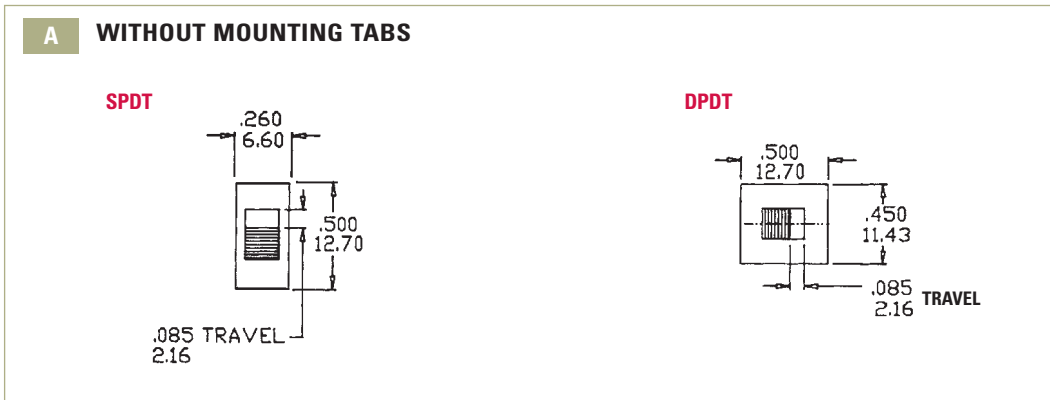 A WITHOUT MOUNTING TABS
SPDT
.260
6.60
.500
12.70
.085 TRAVEL
2.16
DPDT
.500
12.70
.450
11.43
.085
2.16 TRAVEL